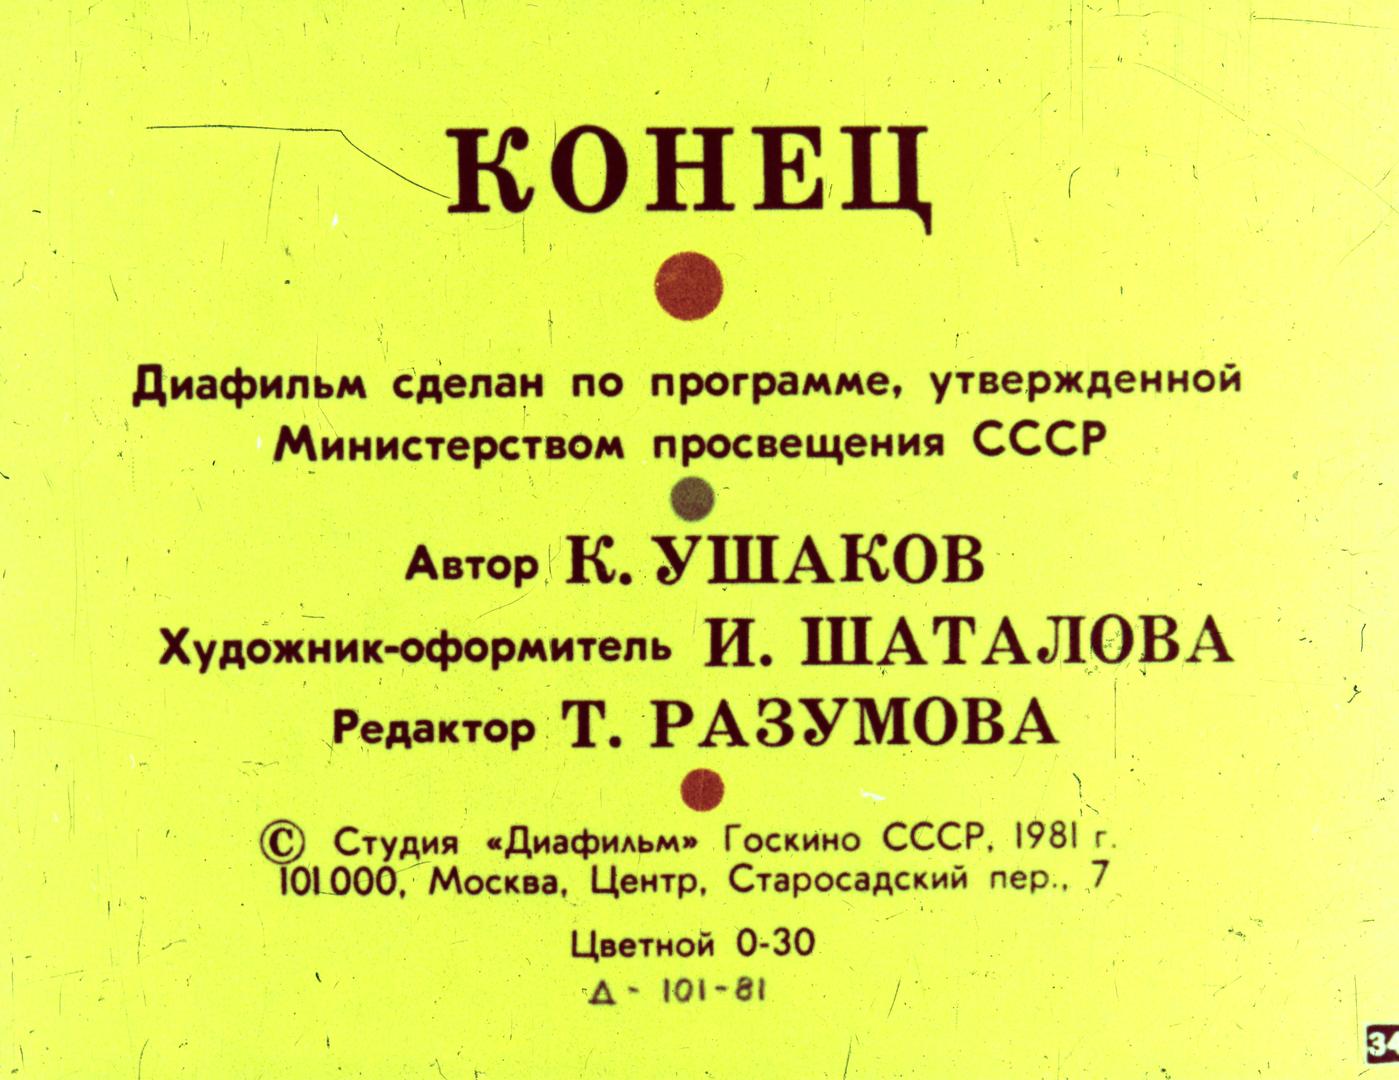 КОНЕЦ
Диафильм сделан по программе, утвержденной
Министерством просвещения СССР
Автор К. УШАКОВ
Художник-оформитель И. ШАТАЛОВА
Редактор Т. РАЗУМОВА
© Студия «Диафильм» Госкино СССР, 1981 г.
101000, Москва, Центр, Старосадский пер., 7
Цветной 0-30
Д - 101-81
34